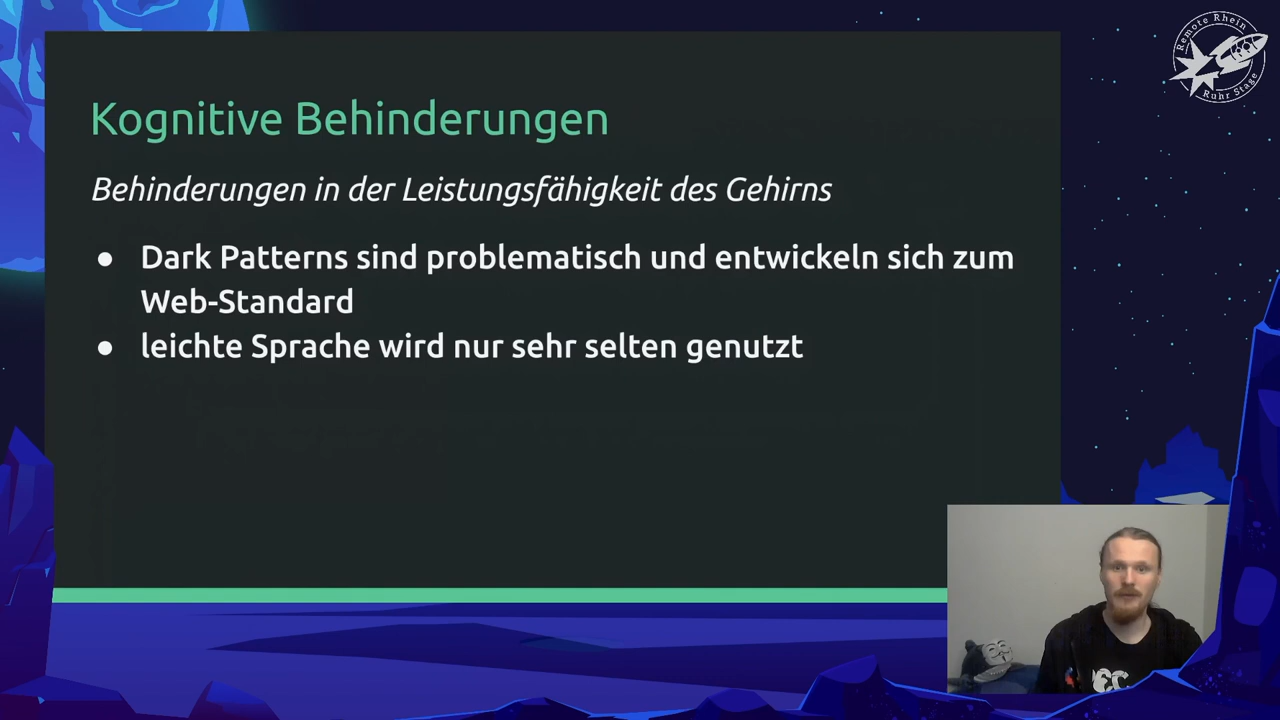 Remote Rhein
Ruhr Stage
Kognitive Behinderungen
Behinderungen in der Leistungsfähigkeit des Gehirns
● Dark Patterns sind problematisch und entwickeln sich zum
Web-Standard
● leichte Sprache wird nur sehr selten genutzt